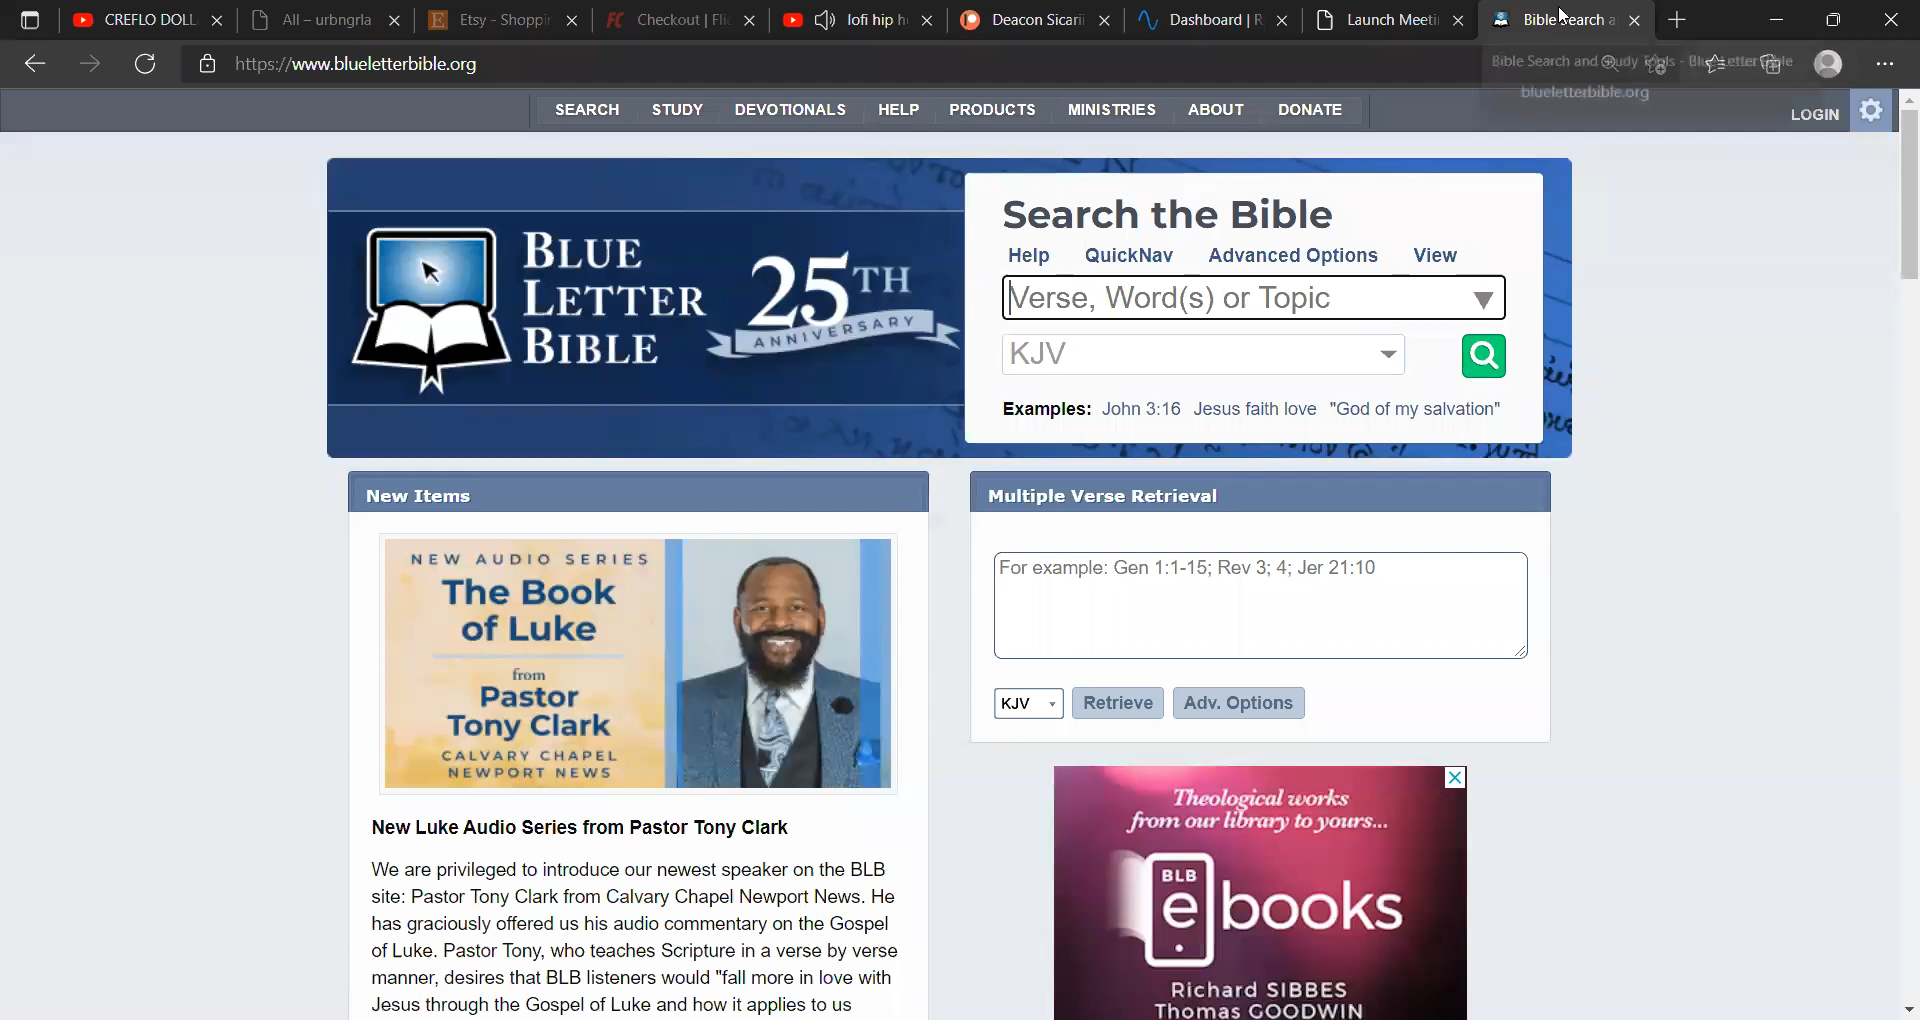 CREFLO DOLL
All – urbngrla
Etsy - Shoppin
Checkout | Flic
lofi hip h
Deacon Sicarii
Dashboard | R
Launch Meeti
Bible Search a
https://www.blueletterbible.org
Bible Search and Study Tools - Blue Letter Bible
blueletterbible.org
SEARCH STUDY DEVOTIONALS HELP PRODUCTS MINISTRIES ABOUT DONATE
LOGIN
BLUE
LETTER
BIBLE
25TH
ANNIVERSARY
Search the Bible
Help QuickNav Advanced Options View
Verse, Word(s) or Topic
KJV
Examples: John 3:16 Jesus faith love "God of my salvation"
New Items
NEW AUDIO SERIES
The Book
of Luke
from
Pastor
Tony Clark
CALVARY CHAPEL
NEWPORT NEWS
New Luke Audio Series from Pastor Tony Clark
We are privileged to introduce our newest speaker on the BLB
site: Pastor Tony Clark from Calvary Chapel Newport News. He
has graciously offered us his audio commentary on the Gospel
of Luke. Pastor Tony, who teaches Scripture in a verse by verse
manner, desires that BLB listeners would "fall more in love with
Jesus through the Gospel of Luke and how it applies to us
Multiple Verse Retrieval
For example: Gen 1:1-15; Rev 3; 4; Jer 21:10
KJV Retrieve Adv. Options
Theological works
from our library to yours...
BLB
e books
Richard SIBBES
Thomas GOODWIN